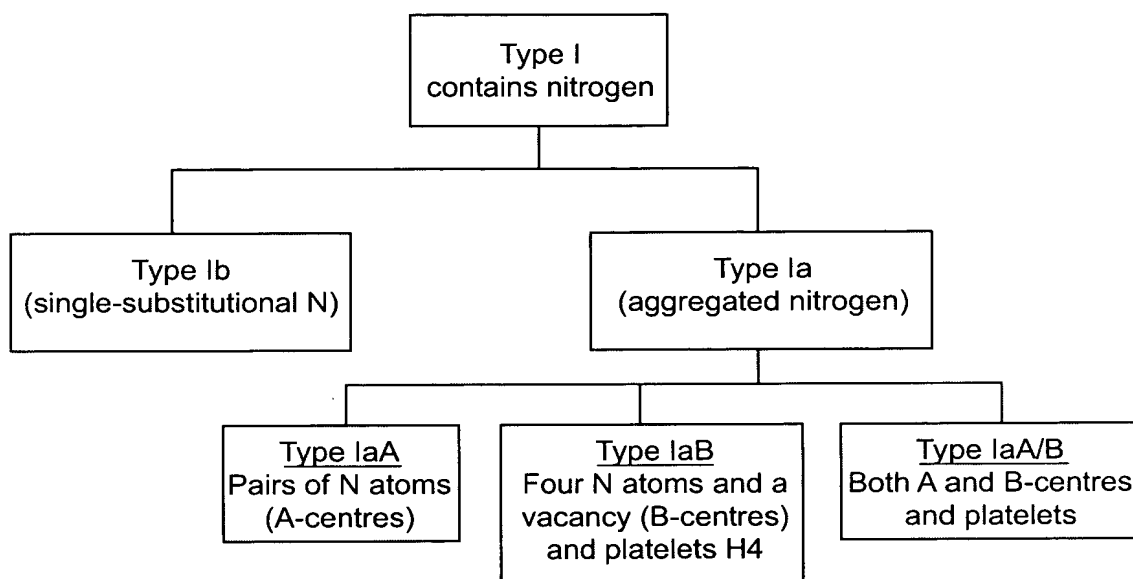 Type I
contains nitrogen
Type Ib
(single-substitutional N)
Type Ia
(aggregated nitrogen)
Type IaA
Pairs of N atoms
(A-centres)
Type IaB
Four N atoms and a
vacancy (B-centres)
and platelets H4
Type IaA/B
Both A and B-centres
and platelets